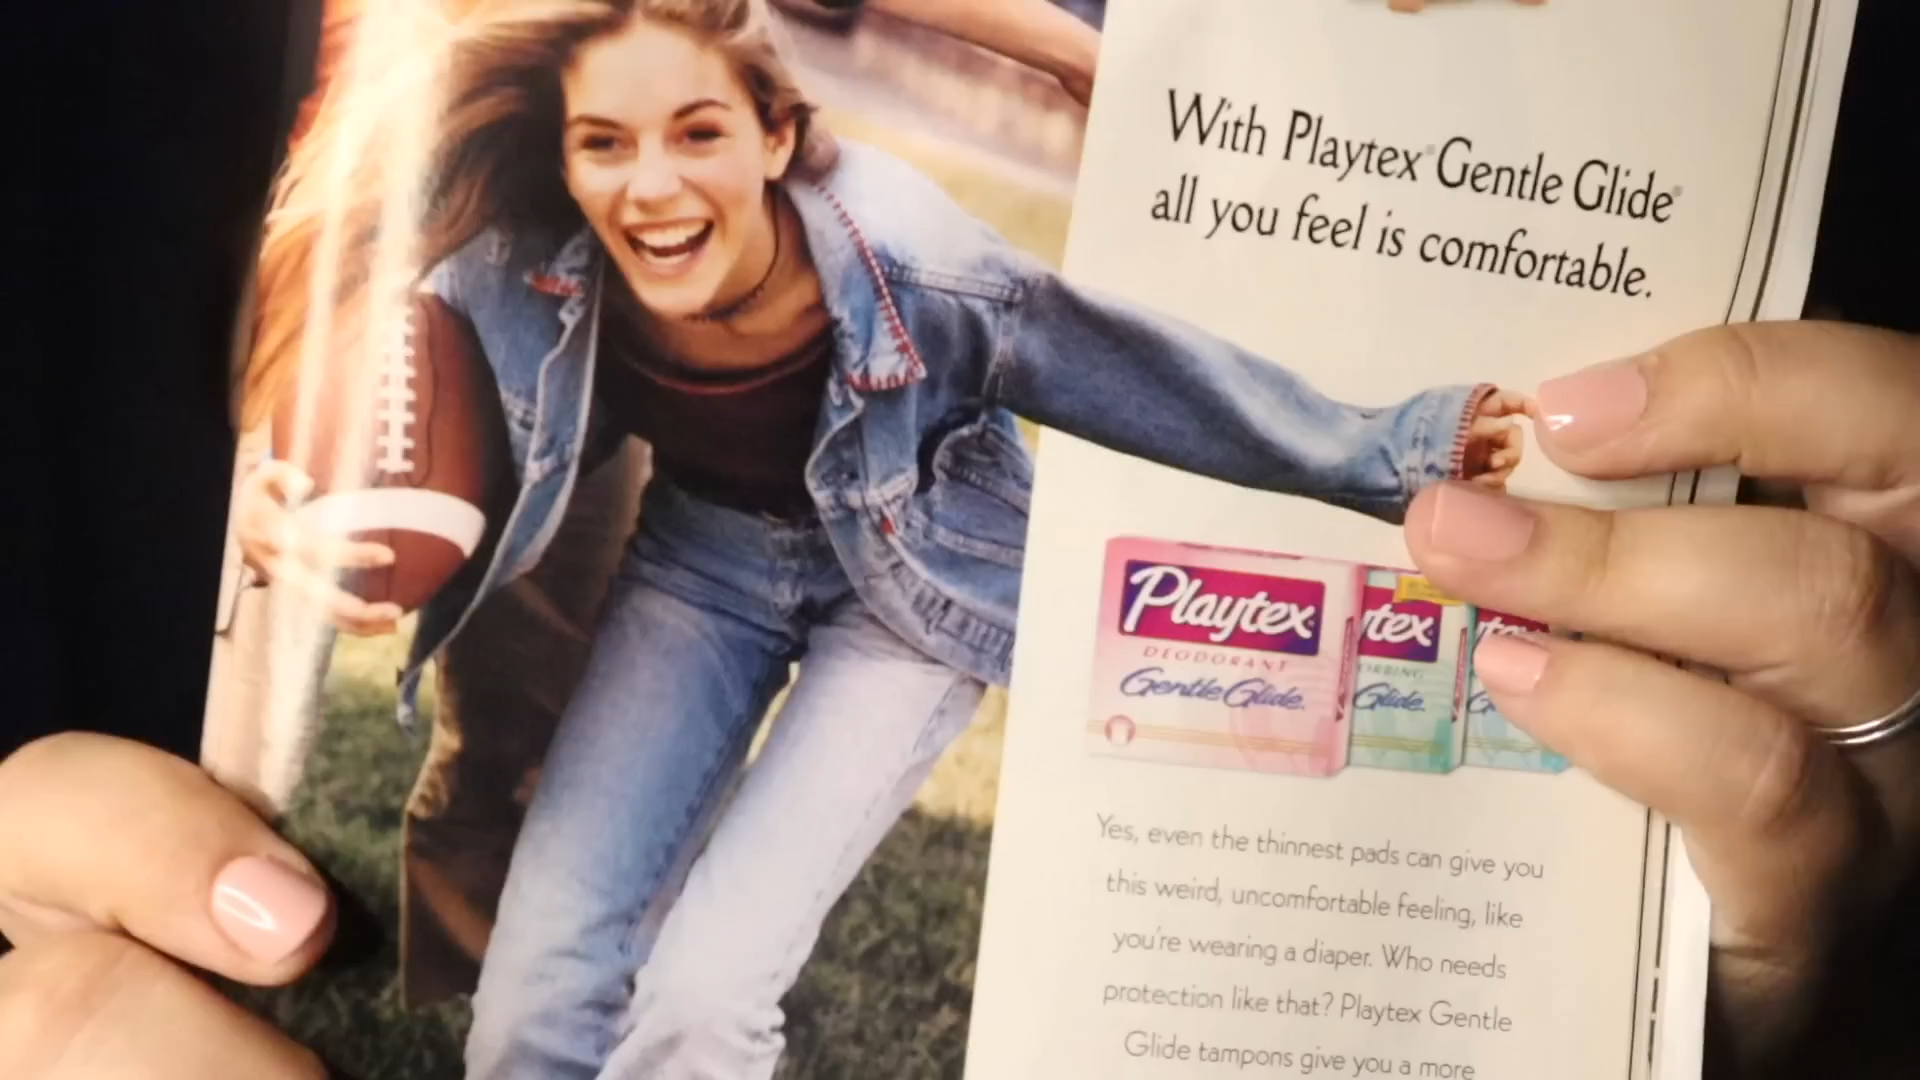 With Playtex® Gentle Glide®
all you feel is comfortable.
Playtex
DEODORANT
Gentle Glide
ytex
Glide
Yes, even the thinnest pads can give you
this weird, uncomfortable feeling, like
you're wearing a diaper. Who needs
protection like that? Playtex Gentle
Glide tampons give you a more